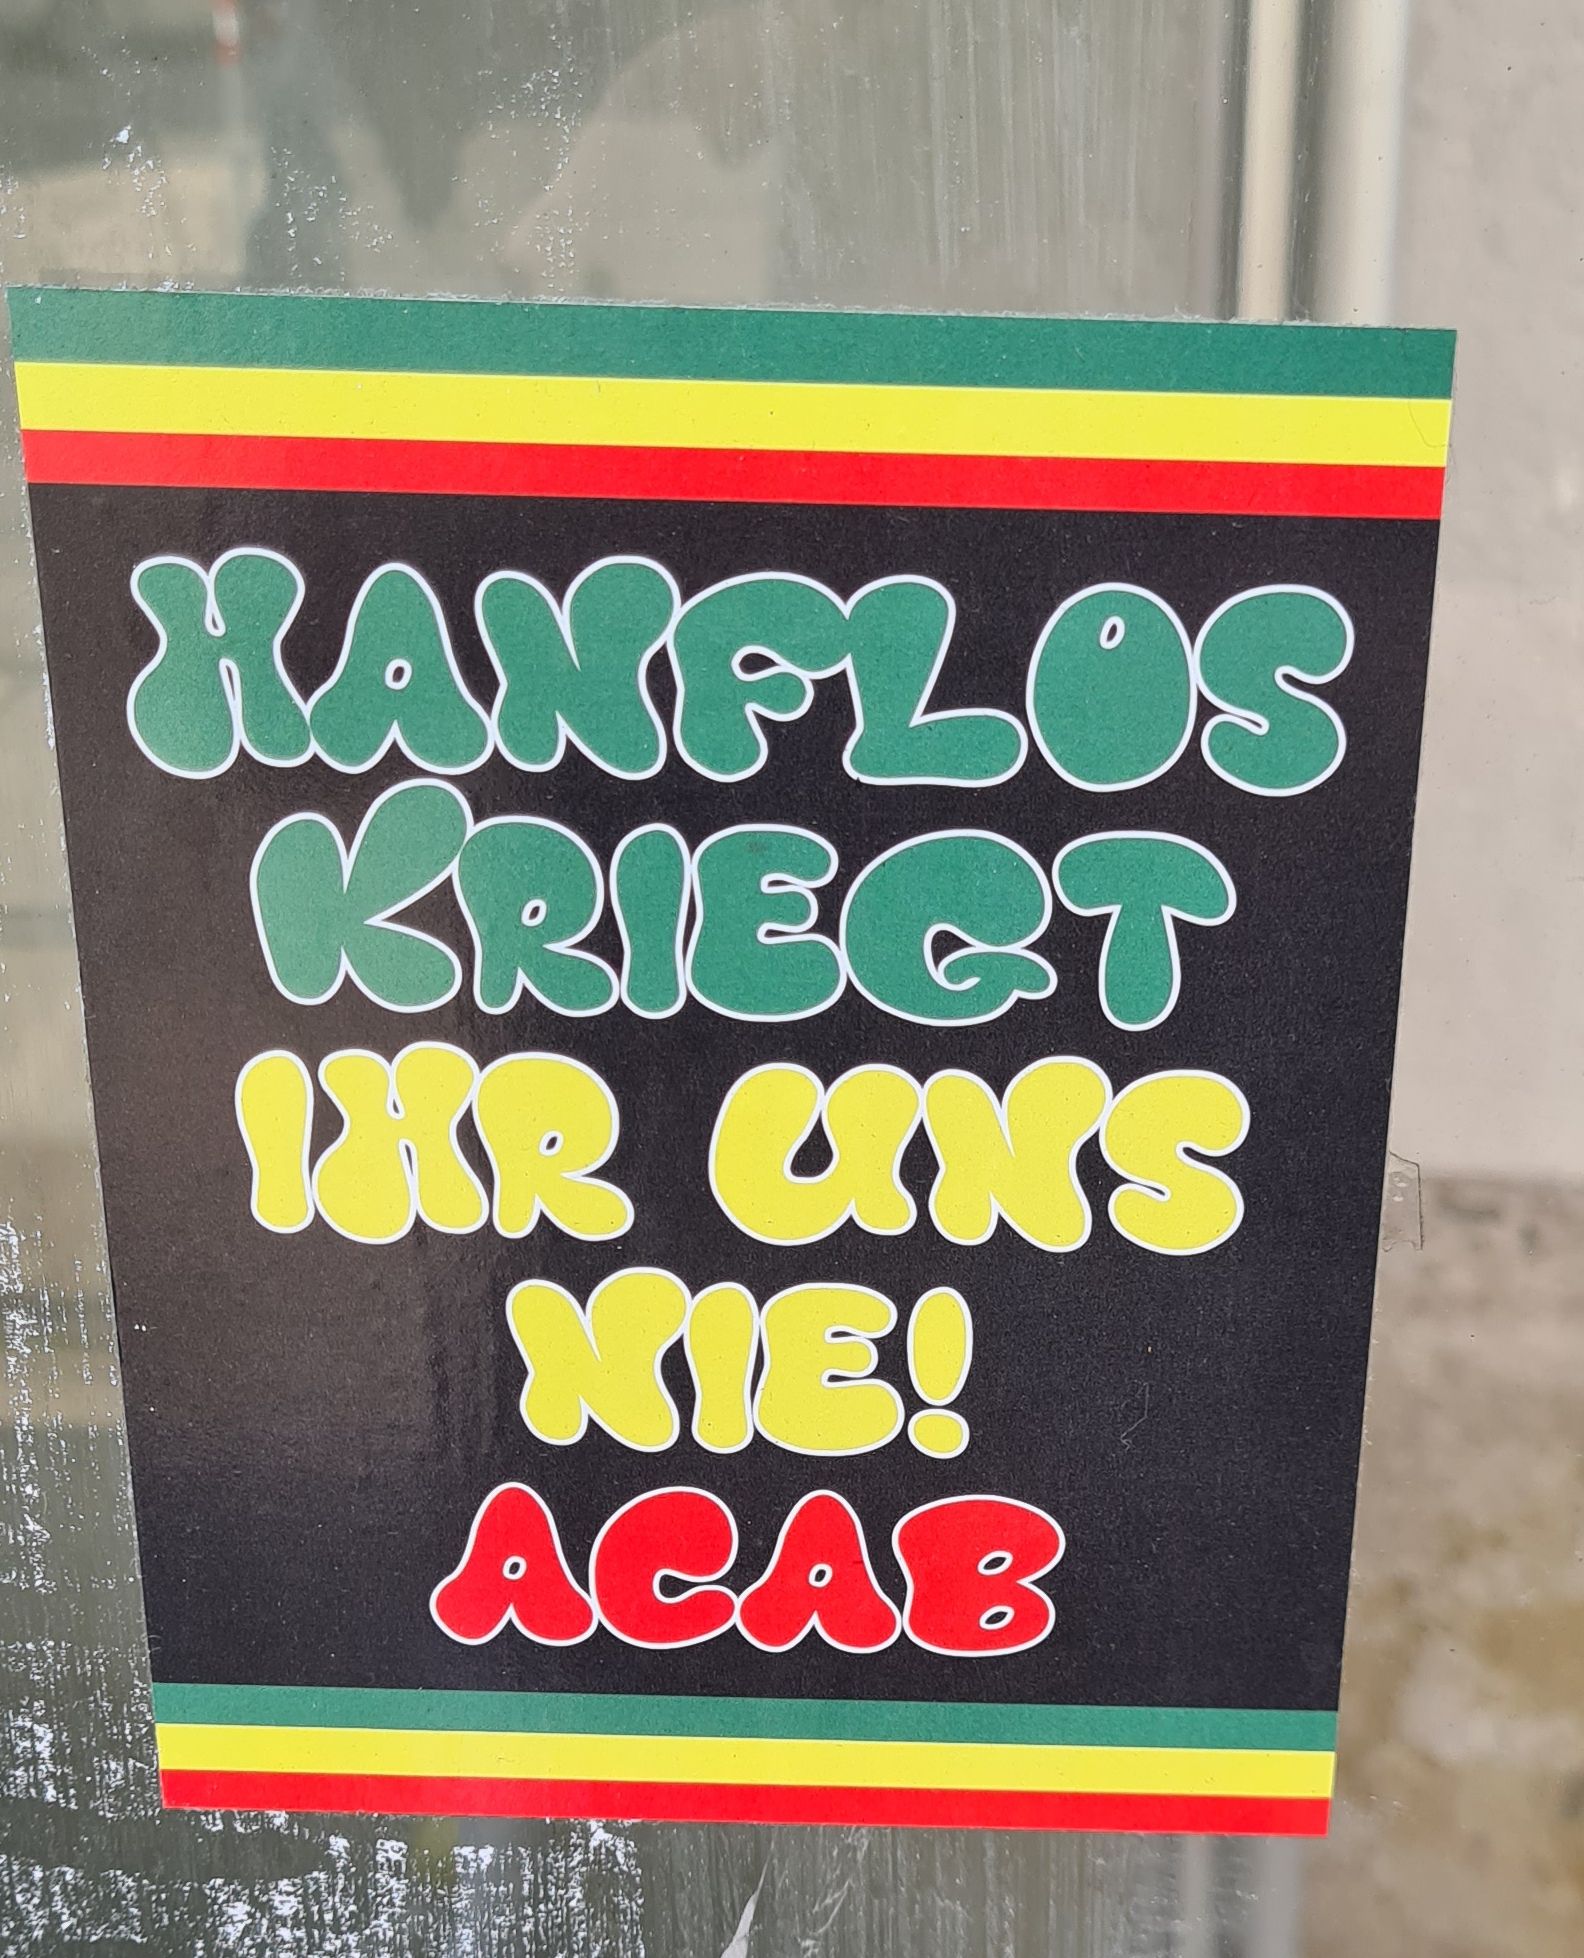 HANFLOS
KRIEGT
IHR UNS
NIE!
ACAB